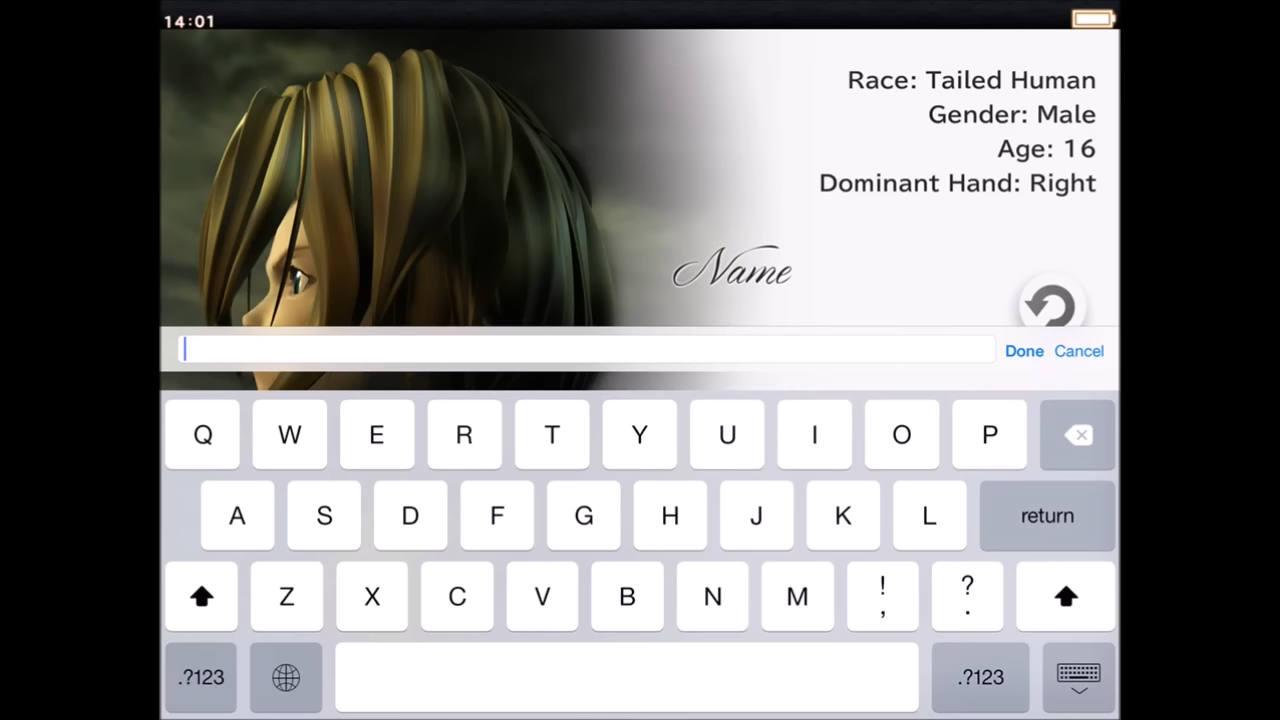 14:01
Race: Tailed Human
Gender: Male
Age: 16
Dominant Hand: Right
Name
Done Cancel
Q W E R T Y U I O P
A S D F G H J K L return
Z X C V B N M ! , ? .
.?123 .?123